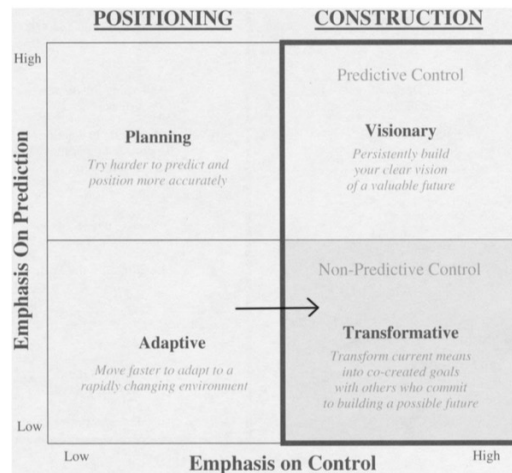 POSITIONING CONSTRUCTION
High
Predictive Control
Planning
Try harder to predict and
position more accurately
Visionary
Persistently build
your clear vision
of a valuable future
Emphasis On Prediction
Non-Predictive Control
Adaptive
Move faster to adapt to a
rapidly changing environment
Transformative
Transform current means
into co-created goals
with others who commit
to building a possible future
Low
Low
Emphasis on Control
High